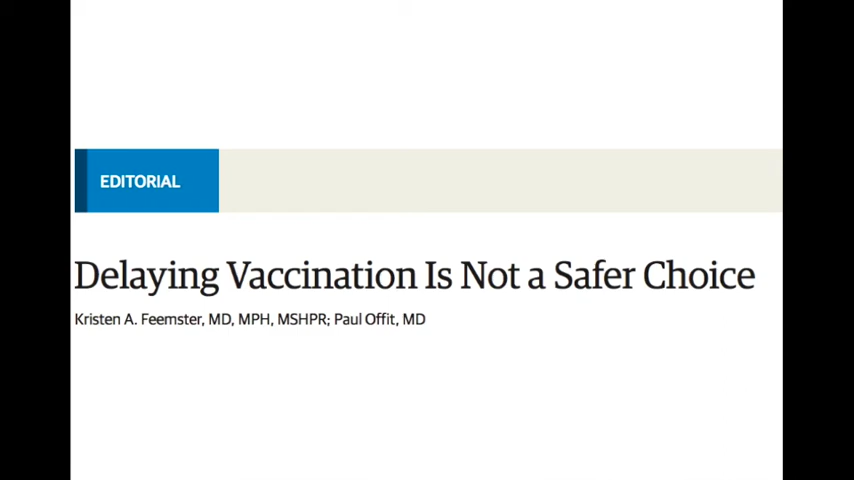 EDITORIAL
Delaying Vaccination Is Not a Safer Choice
Kristen A. Feemster, MD, MPH, MSHPR; Paul Offit, MD